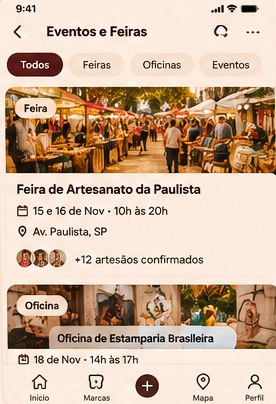 9:41
Eventos e Feiras
Todos
Feiras
Oficinas
Eventos
Feira
Feira de Artesanato da Paulista
15 e 16 de Nov • 10h às 20h
Av. Paulista, SP
+12 artesãos confirmados
Oficina
Oficina de Estamparia Brasileira
18 de Nov - 14h às 17h
Início
Marcas
Mapa
Perfil